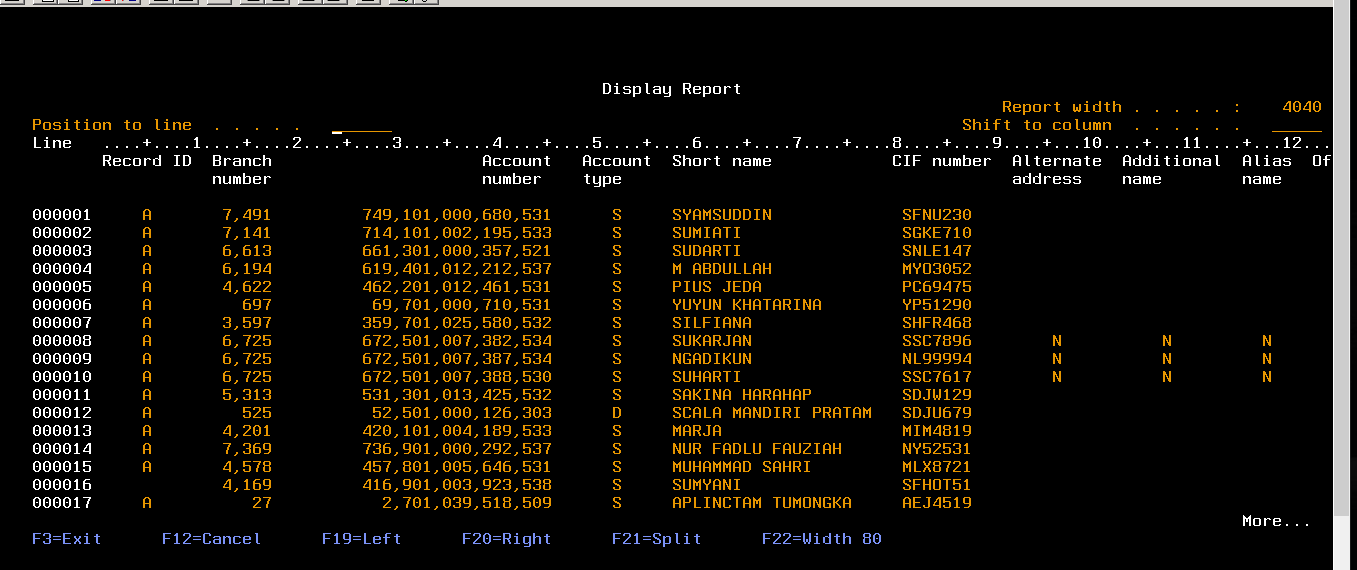 Display Report
Report width . . . . . : 4040
Position to line . . . . . Shift to column . . . . . .
Line ....+....1....+....2....+....3....+....4....+....5....+....6....+....7....+....8....+....9....+...10....+...11....+...12...
Record ID Branch Account Account Short name CIF number Alternate Additional Alias Of
number number type address name name
000001 A 7,491 749,101,000,680,531 S SYAMSUDDIN SFNU230
000002 A 7,141 714,101,002,195,533 S SUMIATI SGKE710
000003 A 6,613 661,301,000,357,521 S SUDARTI SNLE147
000004 A 6,194 619,401,012,212,537 S M ABDULLAH MYO3052
000005 A 4,622 462,201,012,461,531 S PIUS JEDA PC69475
000006 A 697 69,701,000,710,531 S YUYUN KHATARINA YP51290
000007 A 3,597 359,701,025,580,532 S SILFIANA SHFR468
000008 A 6,725 672,501,007,382,534 S SUKARJAN SSC7896 N N N
000009 A 6,725 672,501,007,387,534 S NGADIKUN NL99994 N N N
000010 A 6,725 672,501,007,388,530 S SUHARTI SSC7617 N N N
000011 A 5,313 531,301,013,425,532 S SAKINA HARAHAP SDJW129
000012 A 525 52,501,000,126,303 D SCALA MANDIRI PRATAM SDJU679
000013 A 4,201 420,101,004,189,533 S MARJA MIM4819
000014 A 7,369 736,901,000,292,537 S NUR FADLU FAUZIAH NY52531
000015 A 4,578 457,801,005,646,531 S MUHAMMAD SAHRI MLX8721
000016 4,169 416,901,003,923,538 S SUMYANI SFHOT51
000017 A 27 2,701,039,518,509 S APLINCTAM TUMONGKA AEJ4519
More...
F3=Exit F12=Cancel F19=Left F20=Right F21=Split F22=Width 80